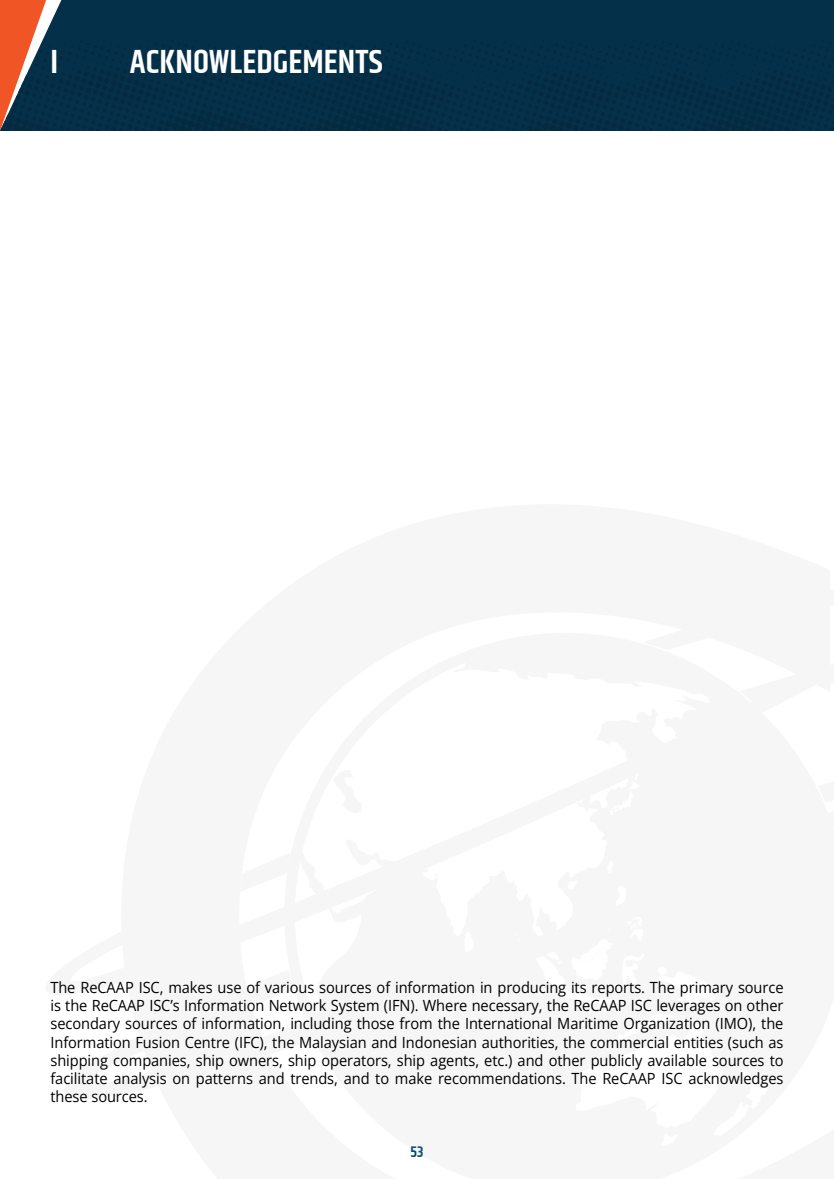 I ACKNOWLEDGEMENTS
The ReCAAP ISC, makes use of various sources of information in producing its reports. The primary source
is the ReCAAP ISC’s Information Network System (IFN). Where necessary, the ReCAAP ISC leverages on other
secondary sources of information, including those from the International Maritime Organization (IMO), the
Information Fusion Centre (IFC), the Malaysian and Indonesian authorities, the commercial entities (such as
shipping companies, ship owners, ship operators, ship agents, etc.) and other publicly available sources to
facilitate analysis on patterns and trends, and to make recommendations. The ReCAAP ISC acknowledges
these sources.
53